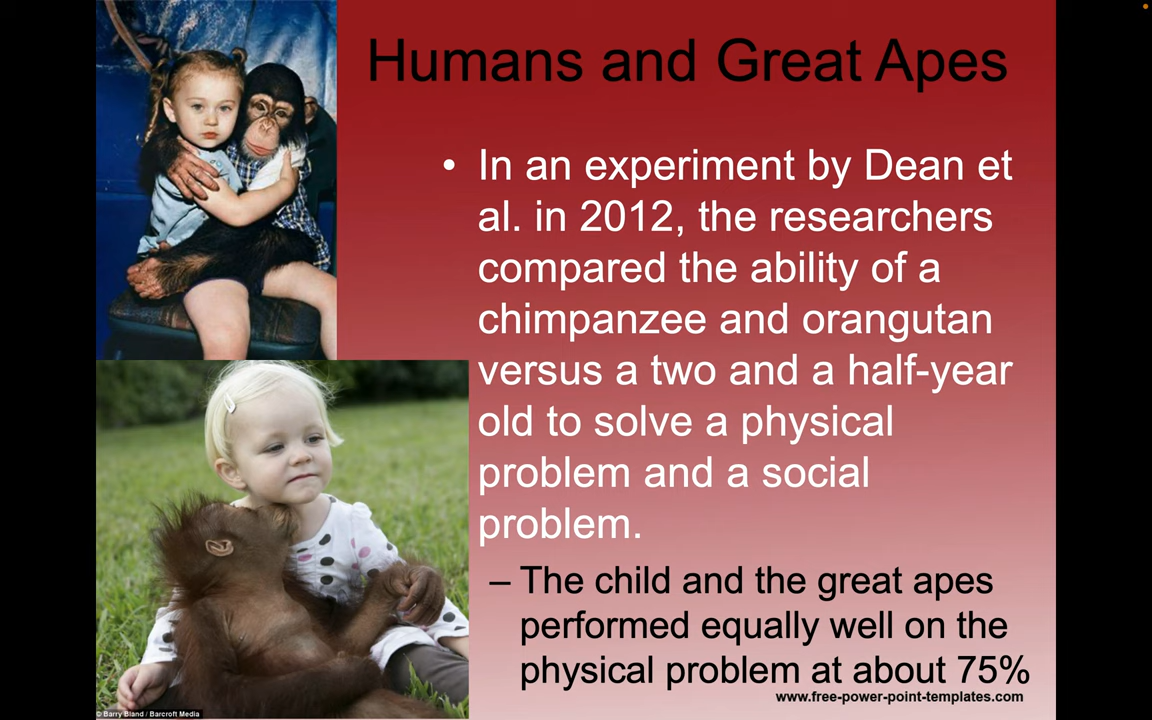 Humans and Great Apes
• In an experiment by Dean et
al. in 2012, the researchers
compared the ability of a
chimpanzee and orangutan
versus a two and a half-year
old to solve a physical
problem and a social
problem.
– The child and the great apes
performed equally well on the
physical problem at about 75%
www.free-power-point-templates.com
© Barry Bland / Barcroft Media